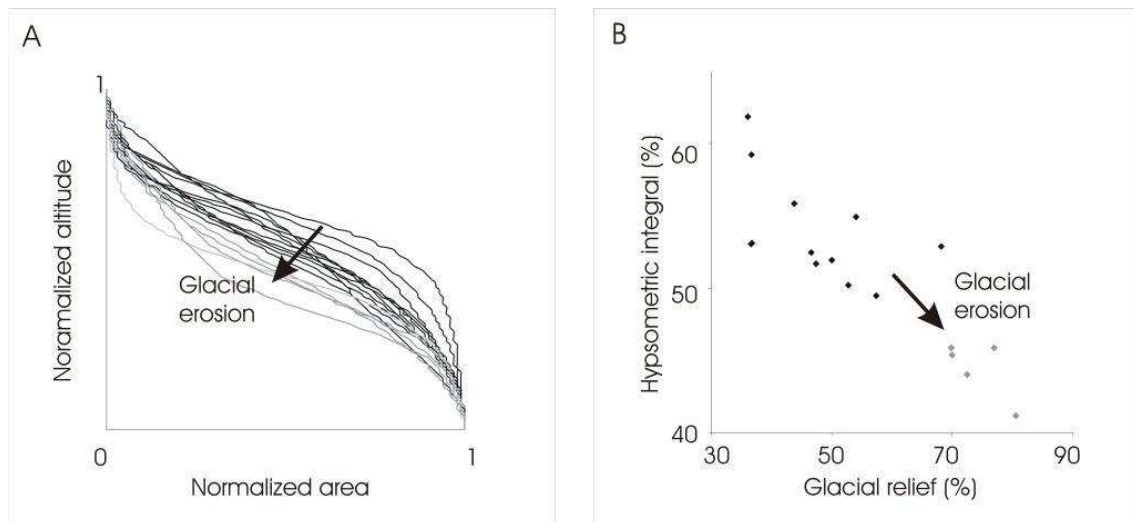 A
1
Noramalized altitude
Glacial
erosion
0
1
Normalized area
B
Hypsometric integral (%)
60
50
40
Glacial
erosion
30
50
70
90
Glacial relief (%)